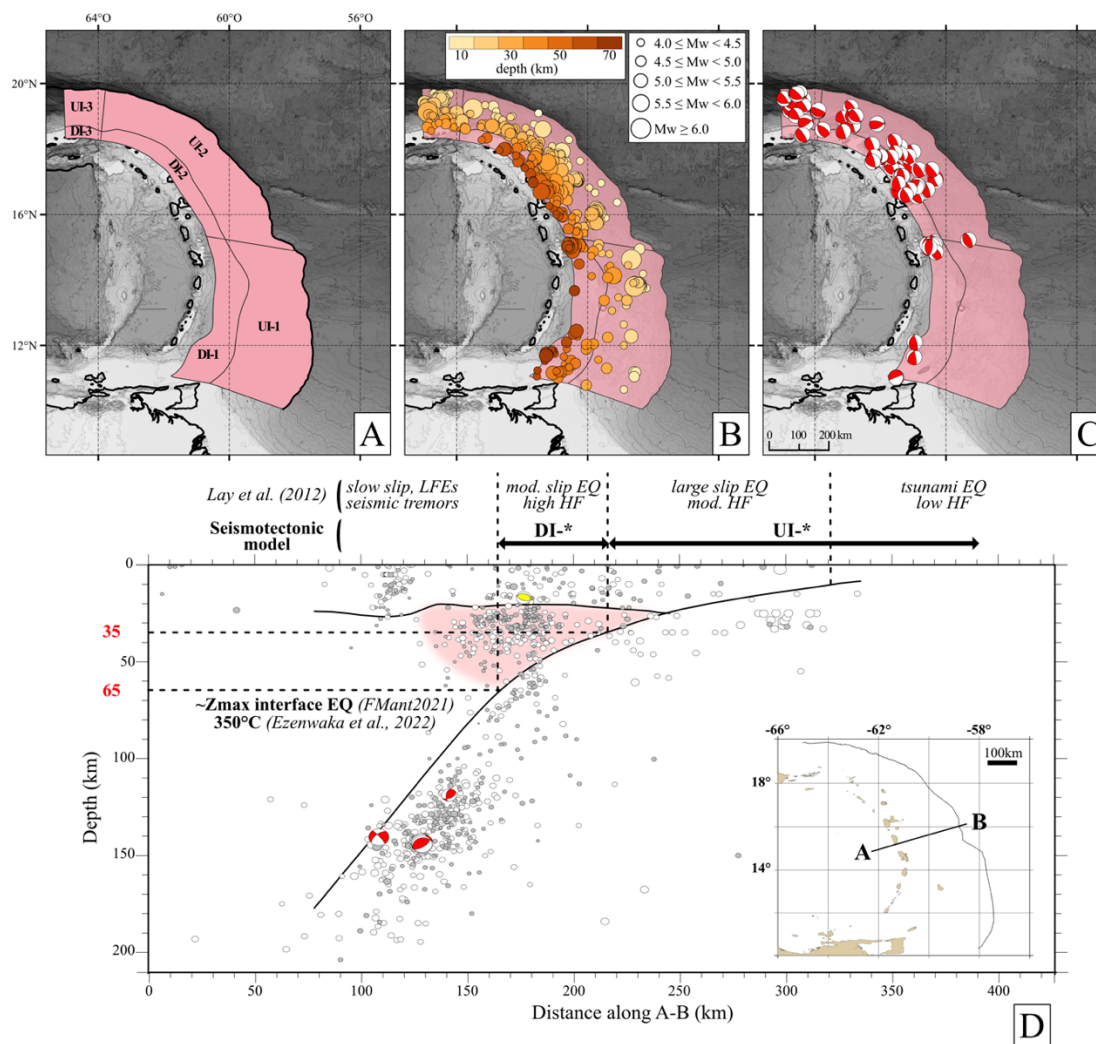 64°O
60°O
56°O
20°N
16°N
12°N
UI-3
DI-3
UI-2
DI-2
UI-1
DI-1
A
10
30
50
70
depth (km)
4.0 ≤ Mw < 4.5
4.5 ≤ Mw < 5.0
5.0 ≤ Mw < 5.5
5.5 ≤ Mw < 6.0
Mw ≥ 6.0
B
0 100 200 km
C
Lay et al. (2012)
slow slip, LFEs
seismic tremors
mod. slip EQ
high HF
large slip EQ
mod. HF
tsunami EQ
low HF
Seismotectonic
model
DI-*
UI-*
0
35
50
65
100
150
200
Depth (km)
~Zmax interface EQ (FMant2021)
350°C (Ezenwaka et al., 2022)
-66
-62
-58
100km
18°
14°
A
B
0
50
100
150
200
250
300
350
400
Distance along A-B (km)
D